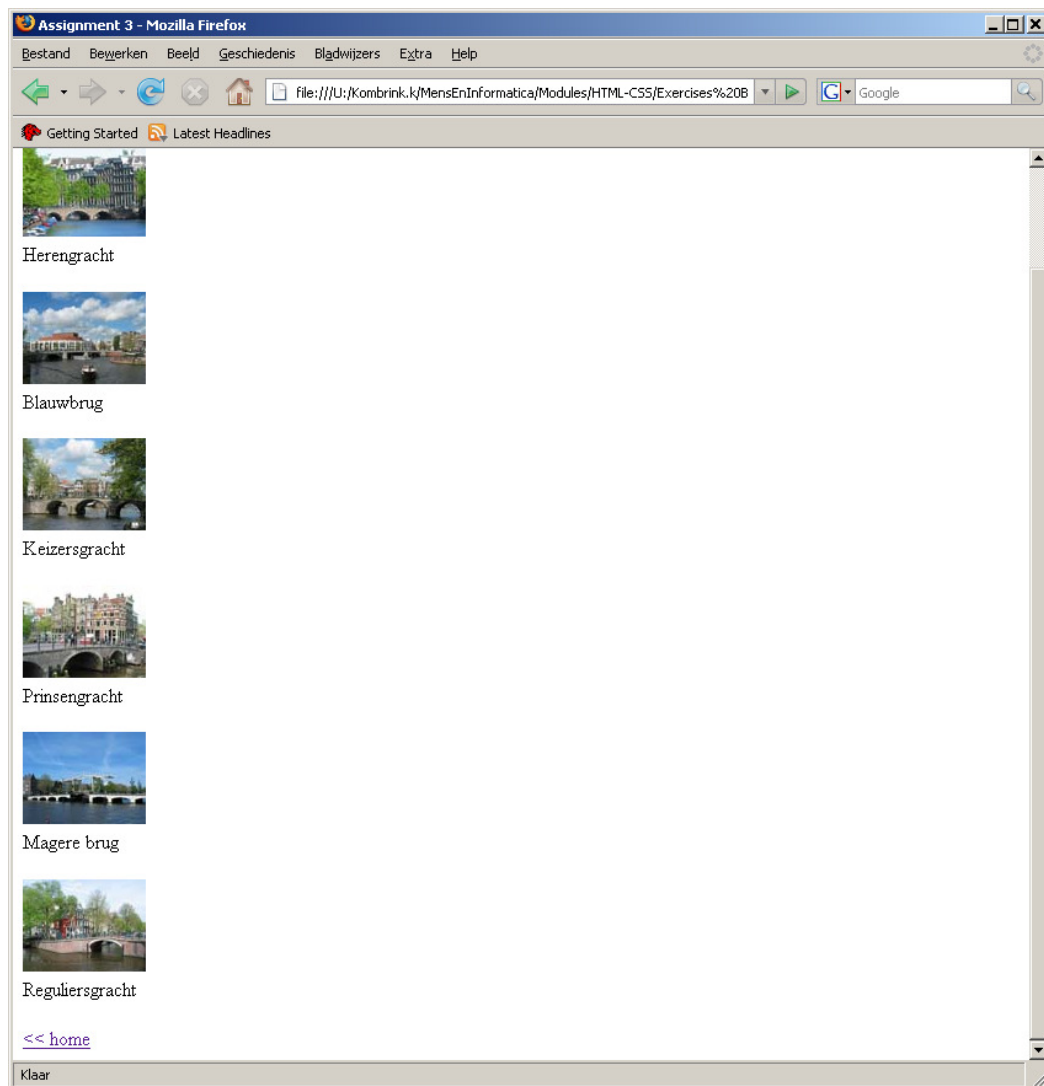 Assignment 3 - Mozilla Firefox
Bestand Bewerken Beeld Geschiedenis Bladwijzers Extra Help
file:///U:/Kombrink.k/MensEnInformatica/Modules/HTML-CSS/Exercises%20B G Google
Getting Started Latest Headlines
Herengracht
Blauwbrug
Keizersgracht
Prinsengracht
Magere brug
Reguliersgracht
<< home
Klaar